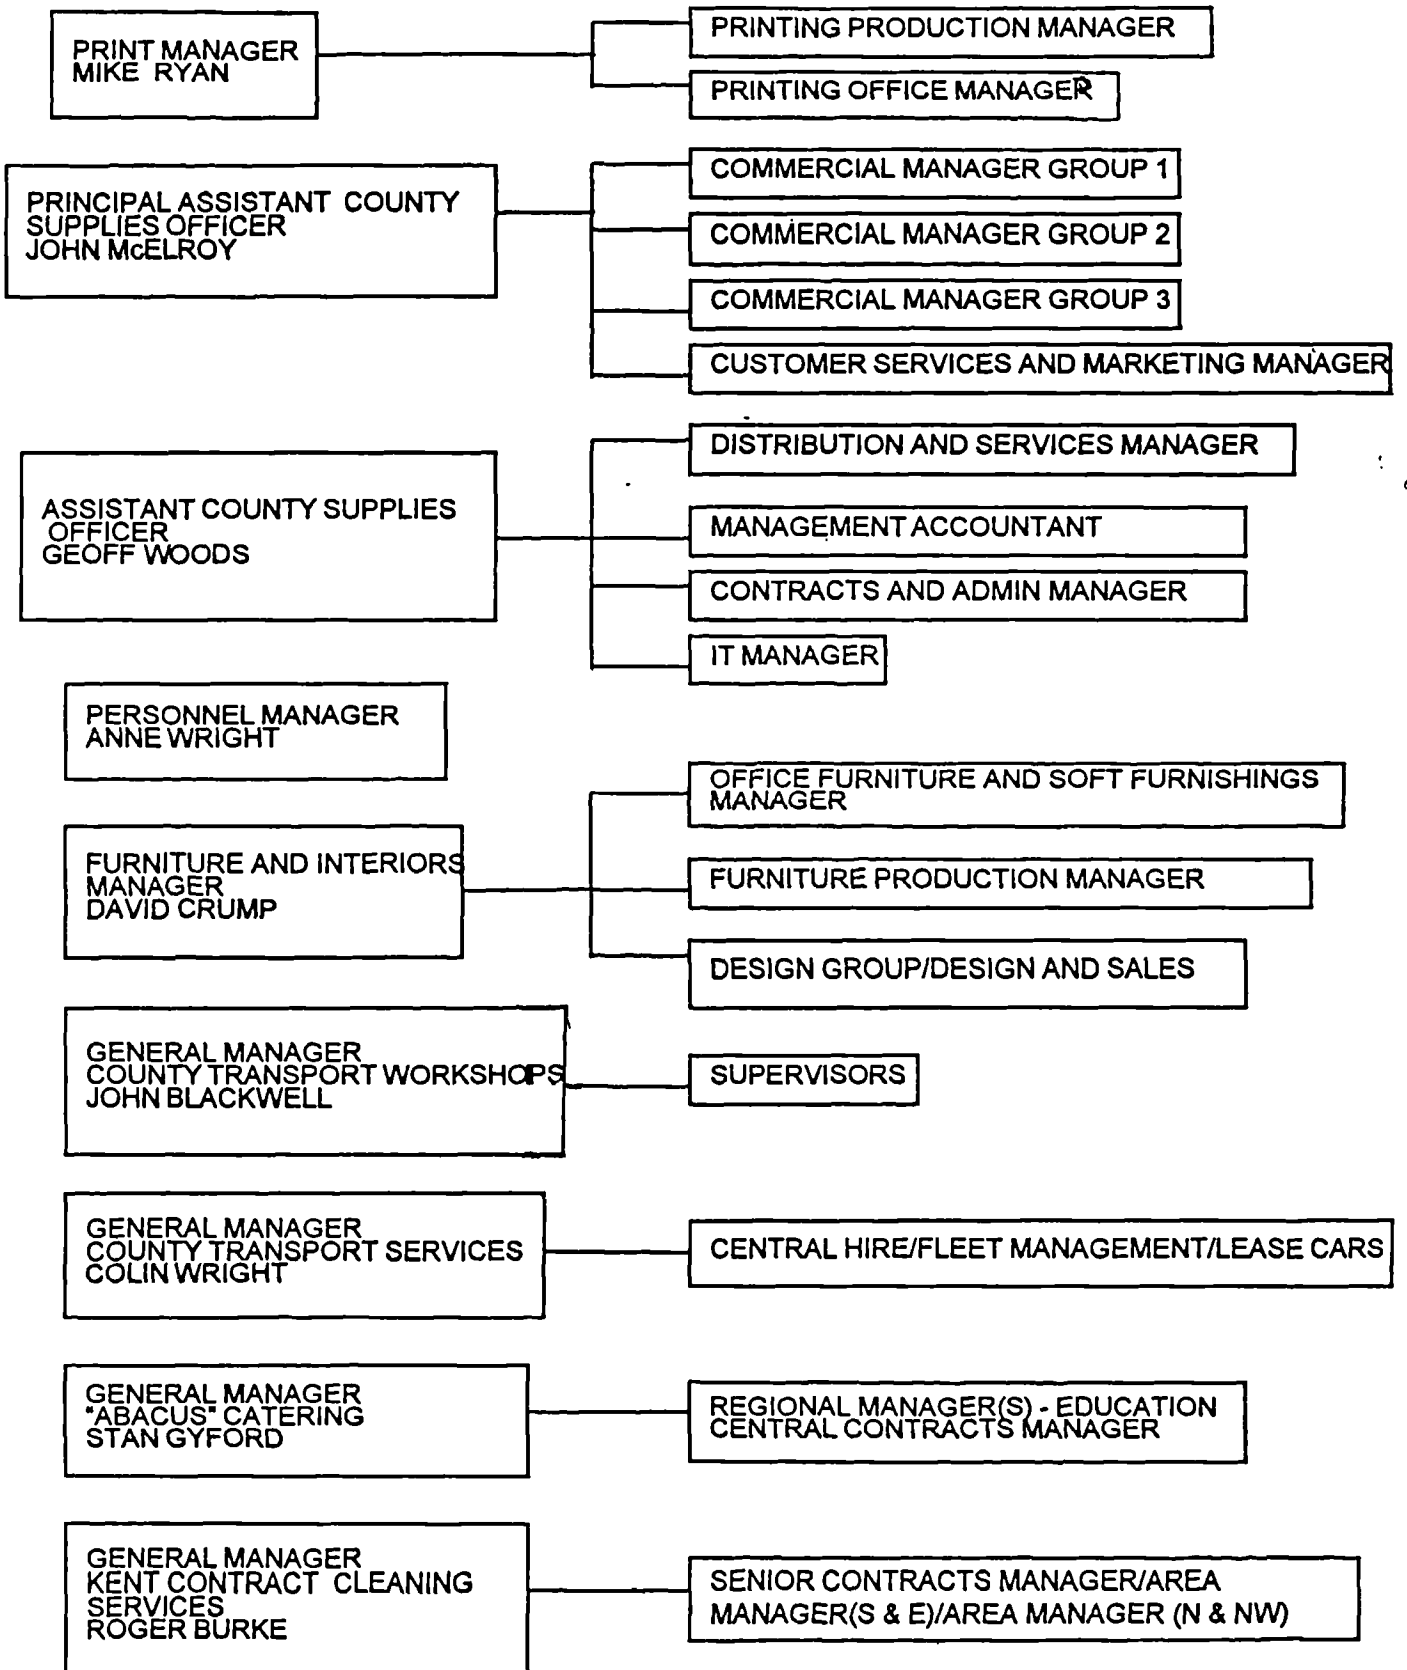 PRINT MANAGER
MIKE RYAN
PRINTING PRODUCTION MANAGER
PRINTING OFFICE MANAGER
PRINCIPAL ASSISTANT COUNTY
SUPPLIES OFFICER
JOHN McELROY
COMMERCIAL MANAGER GROUP 1
COMMERCIAL MANAGER GROUP 2
COMMERCIAL MANAGER GROUP 3
CUSTOMER SERVICES AND MARKETING MANAGER
ASSISTANT COUNTY SUPPLIES
OFFICER
GEOFF WOODS
DISTRIBUTION AND SERVICES MANAGER
MANAGEMENT ACCOUNTANT
CONTRACTS AND ADMIN MANAGER
IT MANAGER
PERSONNEL MANAGER
ANNE WRIGHT
FURNITURE AND INTERIORS
MANAGER
DAVID CRUMP
OFFICE FURNITURE AND SOFT FURNISHINGS
MANAGER
FURNITURE PRODUCTION MANAGER
DESIGN GROUP/DESIGN AND SALES
GENERAL MANAGER
COUNTY TRANSPORT WORKSHOPS
JOHN BLACKWELL
SUPERVISORS
GENERAL MANAGER
COUNTY TRANSPORT SERVICES
COLIN WRIGHT
CENTRAL HIRE/FLEET MANAGEMENT/LEASE CARS
GENERAL MANAGER
"ABACUS" CATERING
STAN GYFORD
REGIONAL MANAGER(S) - EDUCATION
CENTRAL CONTRACTS MANAGER
GENERAL MANAGER
KENT CONTRACT CLEANING
SERVICES
ROGER BURKE
SENIOR CONTRACTS MANAGER/AREA
MANAGER(S & E)/AREA MANAGER (N & NW)